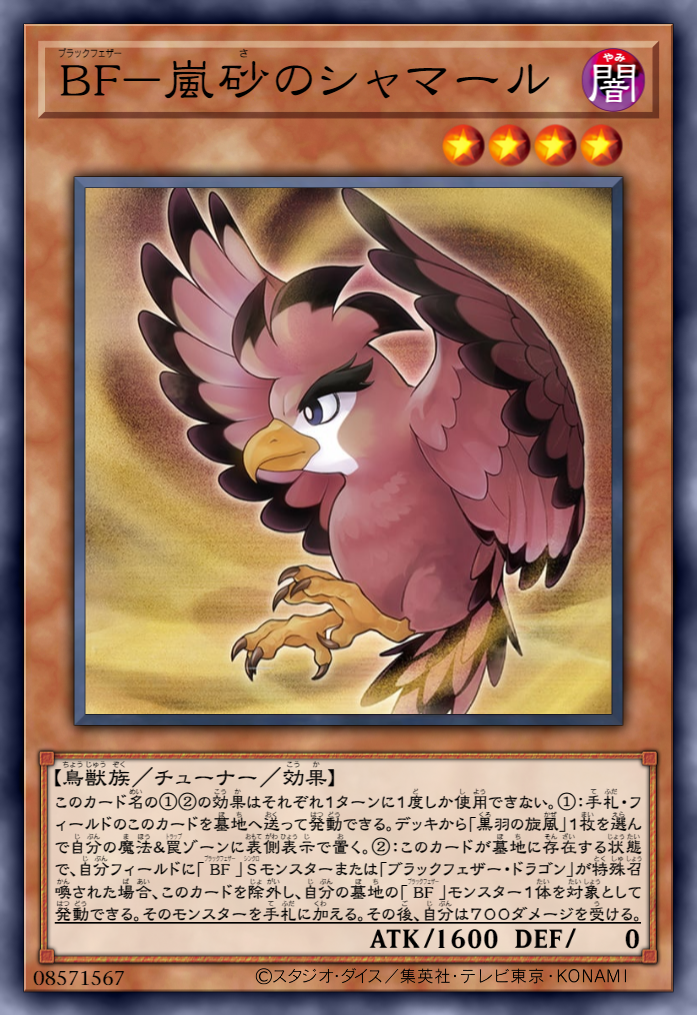 BF－嵐砂のシャマール
闇
【鳥獣族／チューナー／効果】
このカード名の①②の効果はそれぞれ1ターンに1度しか使用できない。①：手札・フ
ィールドのこのカードを墓地へ送って発動できる。デッキから「黒羽の旋風」1枚を選ん
で自分の魔法&罠ゾーンに表側表示で置く。②：このカードが墓地に存在する状態
で、自分フィールドに「BF」Sモンスターまたは「ブラックフェザー・ドラゴン」が特殊召
喚された場合、このカードを除外し、自分の墓地の「BF」モンスター1体を対象として
発動できる。そのモンスターを手札に加える。その後、自分は700ダメージを受ける。
ATK/1600 DEF/ 0
08571567 ©スタジオ・ダイス／集英社・テレビ東京・KONAMI